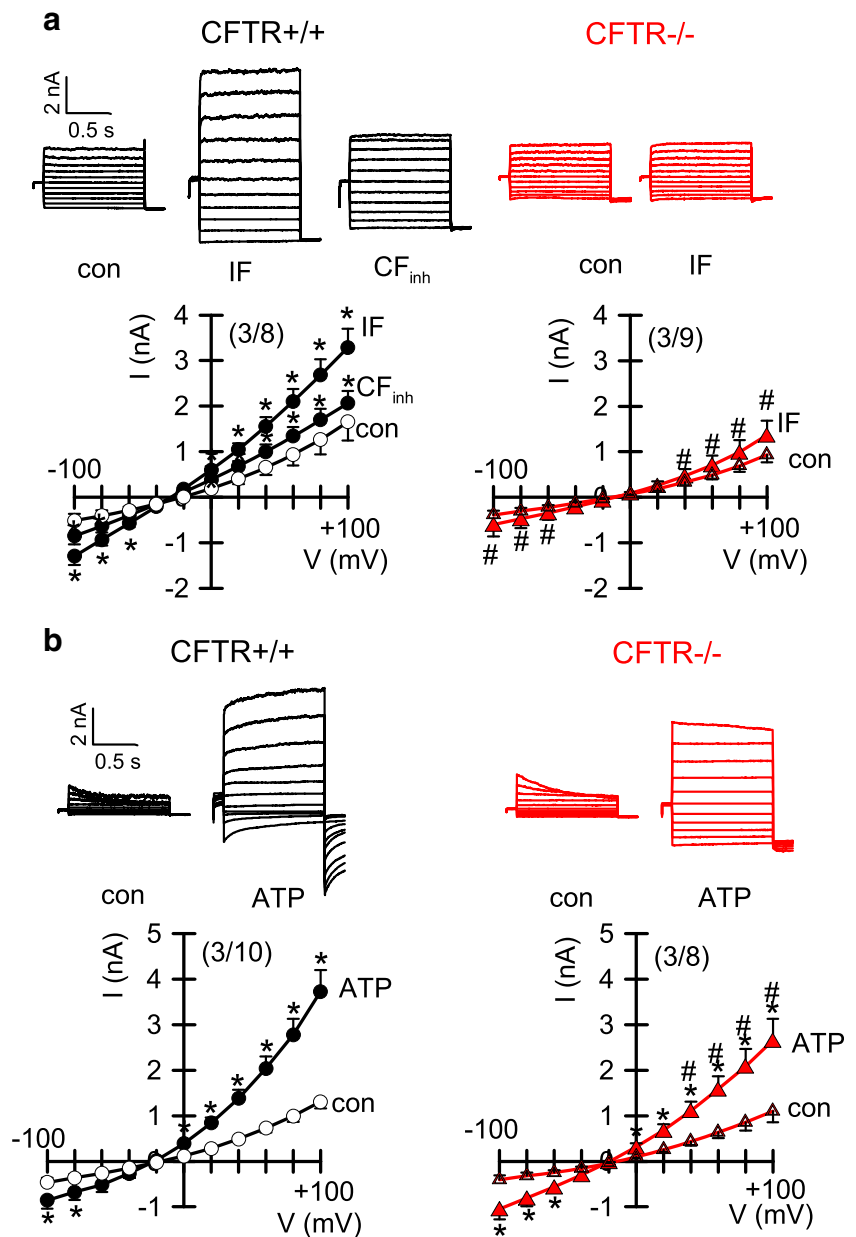 a
CFTR+/+
CFTR-/-
2 nA
0.5 s
con
IF
CFinh
con
IF
I (nA)
4
3
2
1
-1
-2
(3/8)
* * * * * * * * * * * * * *
IF
CFinh
con
-100
+100
V (mV)
I (nA)
4
3
2
1
-1
-2
(3/9)
# # # #
IF
con
-100
# # #
+100
V (mV)
b
CFTR+/+
CFTR-/-
2 nA
0.5 s
con
ATP
con
ATP
I (nA)
5
4
3
2
1
-1
(3/10)
* * * * * *
ATP
con
-100
* *
+100
V (mV)
I (nA)
5
4
3
2
1
-1
(3/8)
# # # #
* * * * * *
ATP
con
-100
* * *
+100
V (mV)